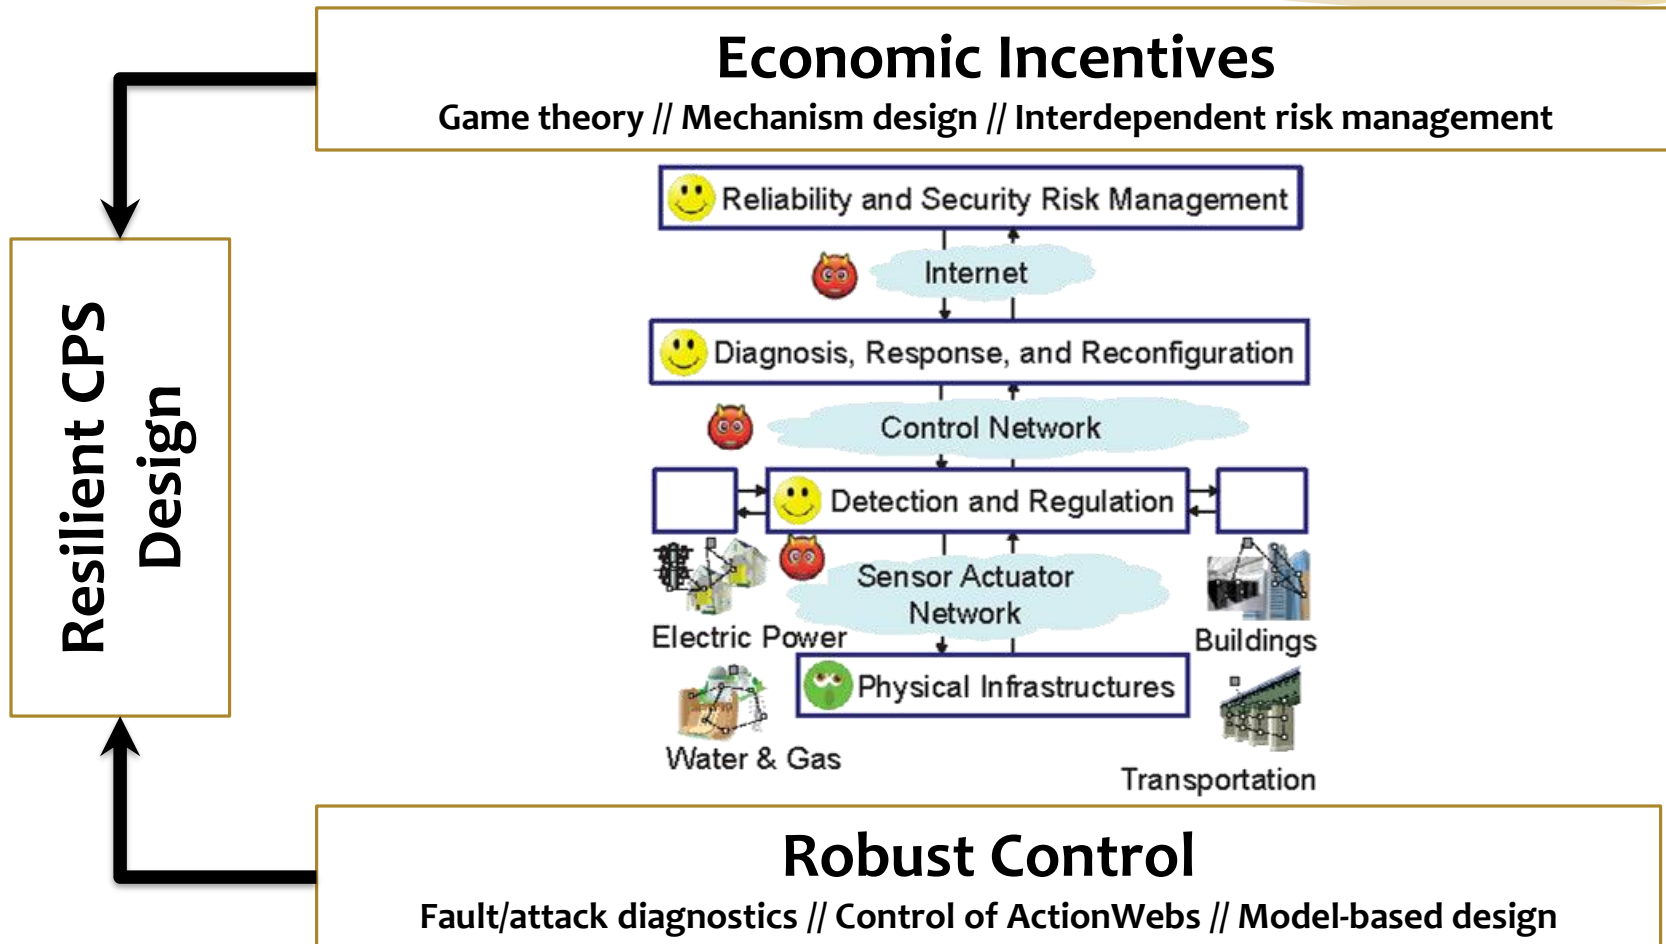 Economic Incentives
Game theory // Mechanism design // Interdependent risk management
Reliability and Security Risk Management
Internet
Diagnosis, Response, and Reconfiguration
Control Network
Detection and Regulation
Sensor Actuator
Network
Electric Power
Buildings
Physical Infrastructures
Water & Gas
Transportation
Resilient CPS
Design
Robust Control
Fault/attack diagnostics // Control of ActionWebs // Model-based design